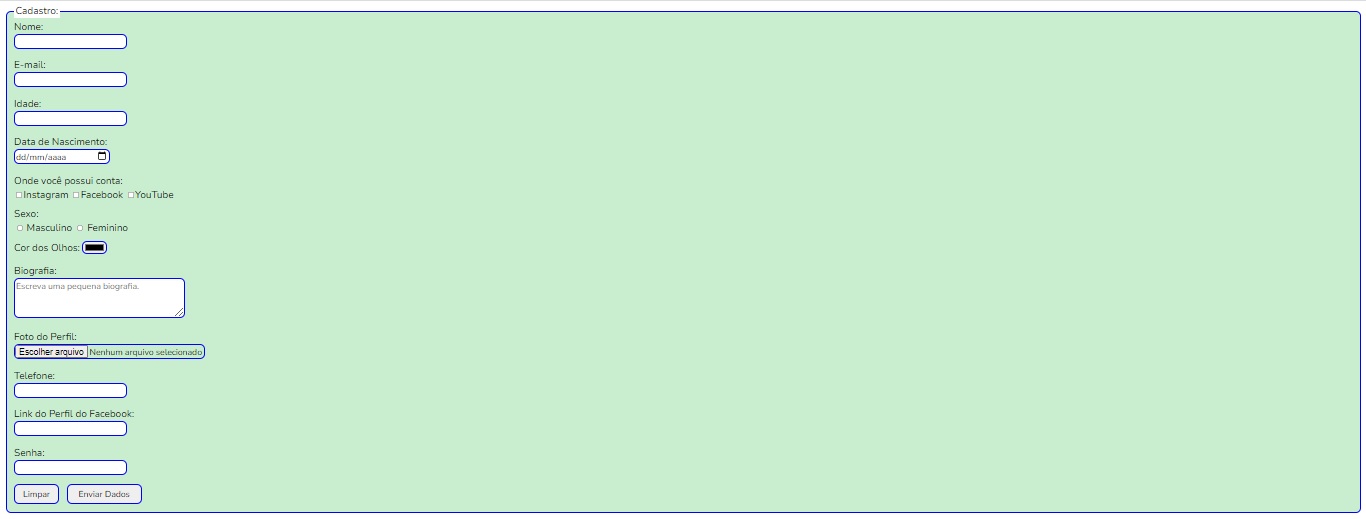 Cadastro:
Nome:
E-mail:
Idade:
Data de Nascimento:
dd/mm/aaaa
Onde você possui conta:
Instagram Facebook YouTube
Sexo:
Masculino Feminino
Cor dos Olhos:
Biografia:
Escreva uma pequena biografia.
Foto do Perfil:
Escolher arquivo Nenhum arquivo selecionado
Telefone:
Link do Perfil do Facebook:
Senha:
Limpar Enviar Dados